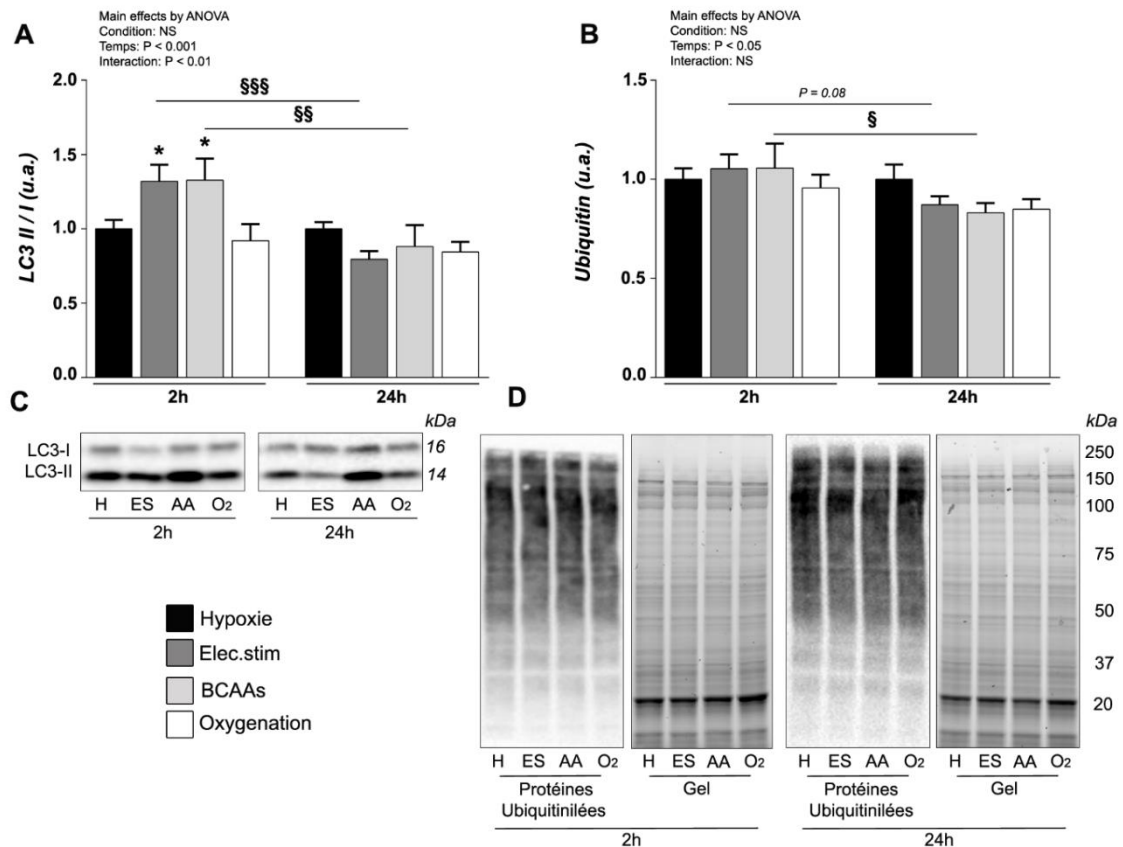 A
Main effects by ANOVA
Condition: NS
Temps: P < 0.001
Interaction: P < 0.01
2.0
1.5
1.0
0.5
0.0
LC3 II / I (u.a.)
§§§
§§
* *
2h 24h
B
Main effects by ANOVA
Condition: NS
Temps: P < 0.05
Interaction: NS
1.5
1.0
0.5
0.0
Ubiquitin (u.a.)
P = 0.08
§
2h 24h
C
kDa
LC3-I 16
LC3-II 14
H ES AA O2 H ES AA O2
2h 24h
Hypoxie
Elec.stim
BCAAs
Oxygenation
D
kDa
250
150
100
75
50
37
20
H ES AA O2 H ES AA O2 H ES AA O2 H ES AA O2
Protéines Gel Protéines Gel
Ubiquitinilées Ubiquitinilées
2h 24h